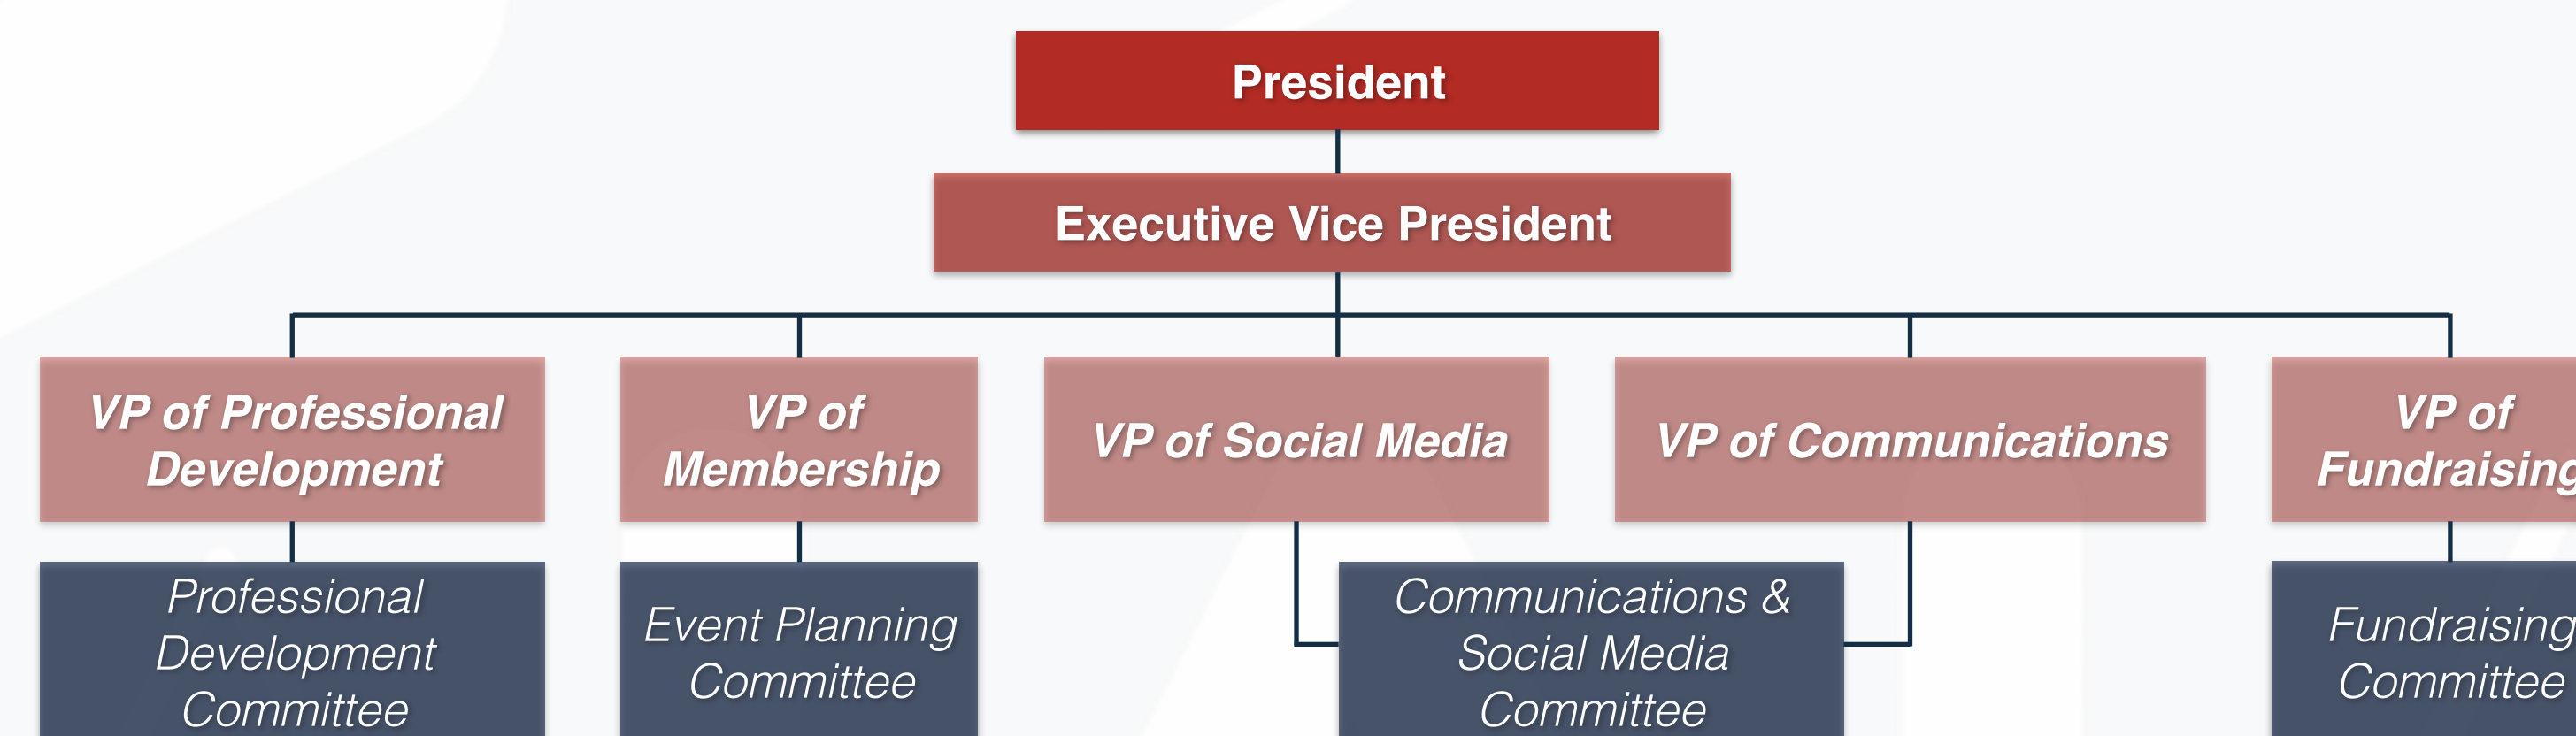 President
Executive Vice President
VP of Professional
Development
VP of
Membership
VP of Social Media
VP of Communications
VP of
Fundraising
Professional
Development
Committee
Event Planning
Committee
Communications &
Social Media
Committee
Fundraising
Committee